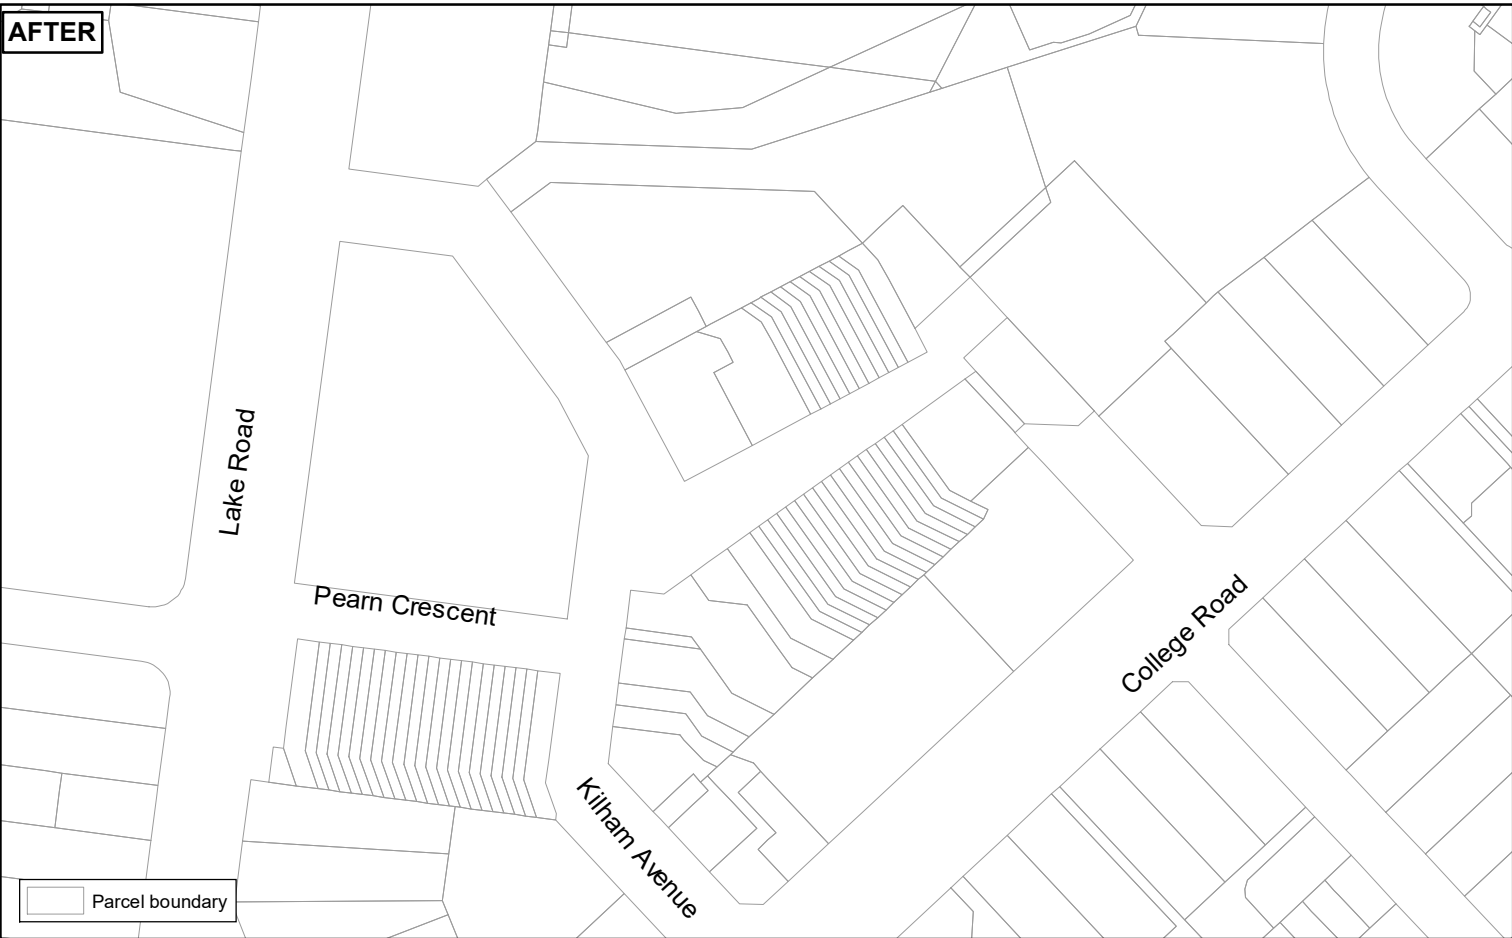 AFTER
Lake Road
Pearn Crescent
College Road
Kilham Avenue
Parcel boundary